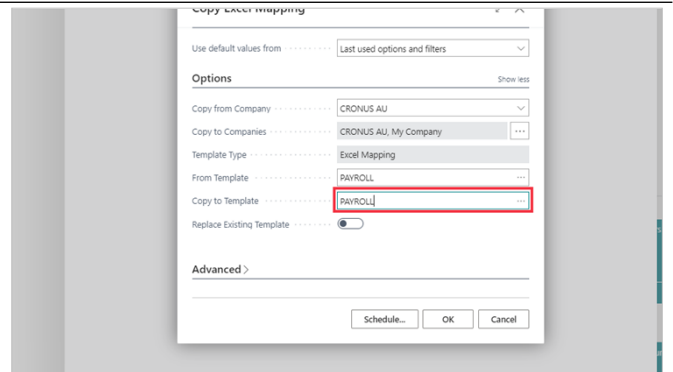 Copy Excel Mapping
Use default values from Last used options and filters
Options Show less
Copy from Company CRONUS AU
Copy to Companies CRONUS AU, My Company ...
Template Type Excel Mapping
From Template PAYROLL ...
Copy to Template PAYROLL ...
Replace Existing Template
Advanced >
Schedule... OK Cancel